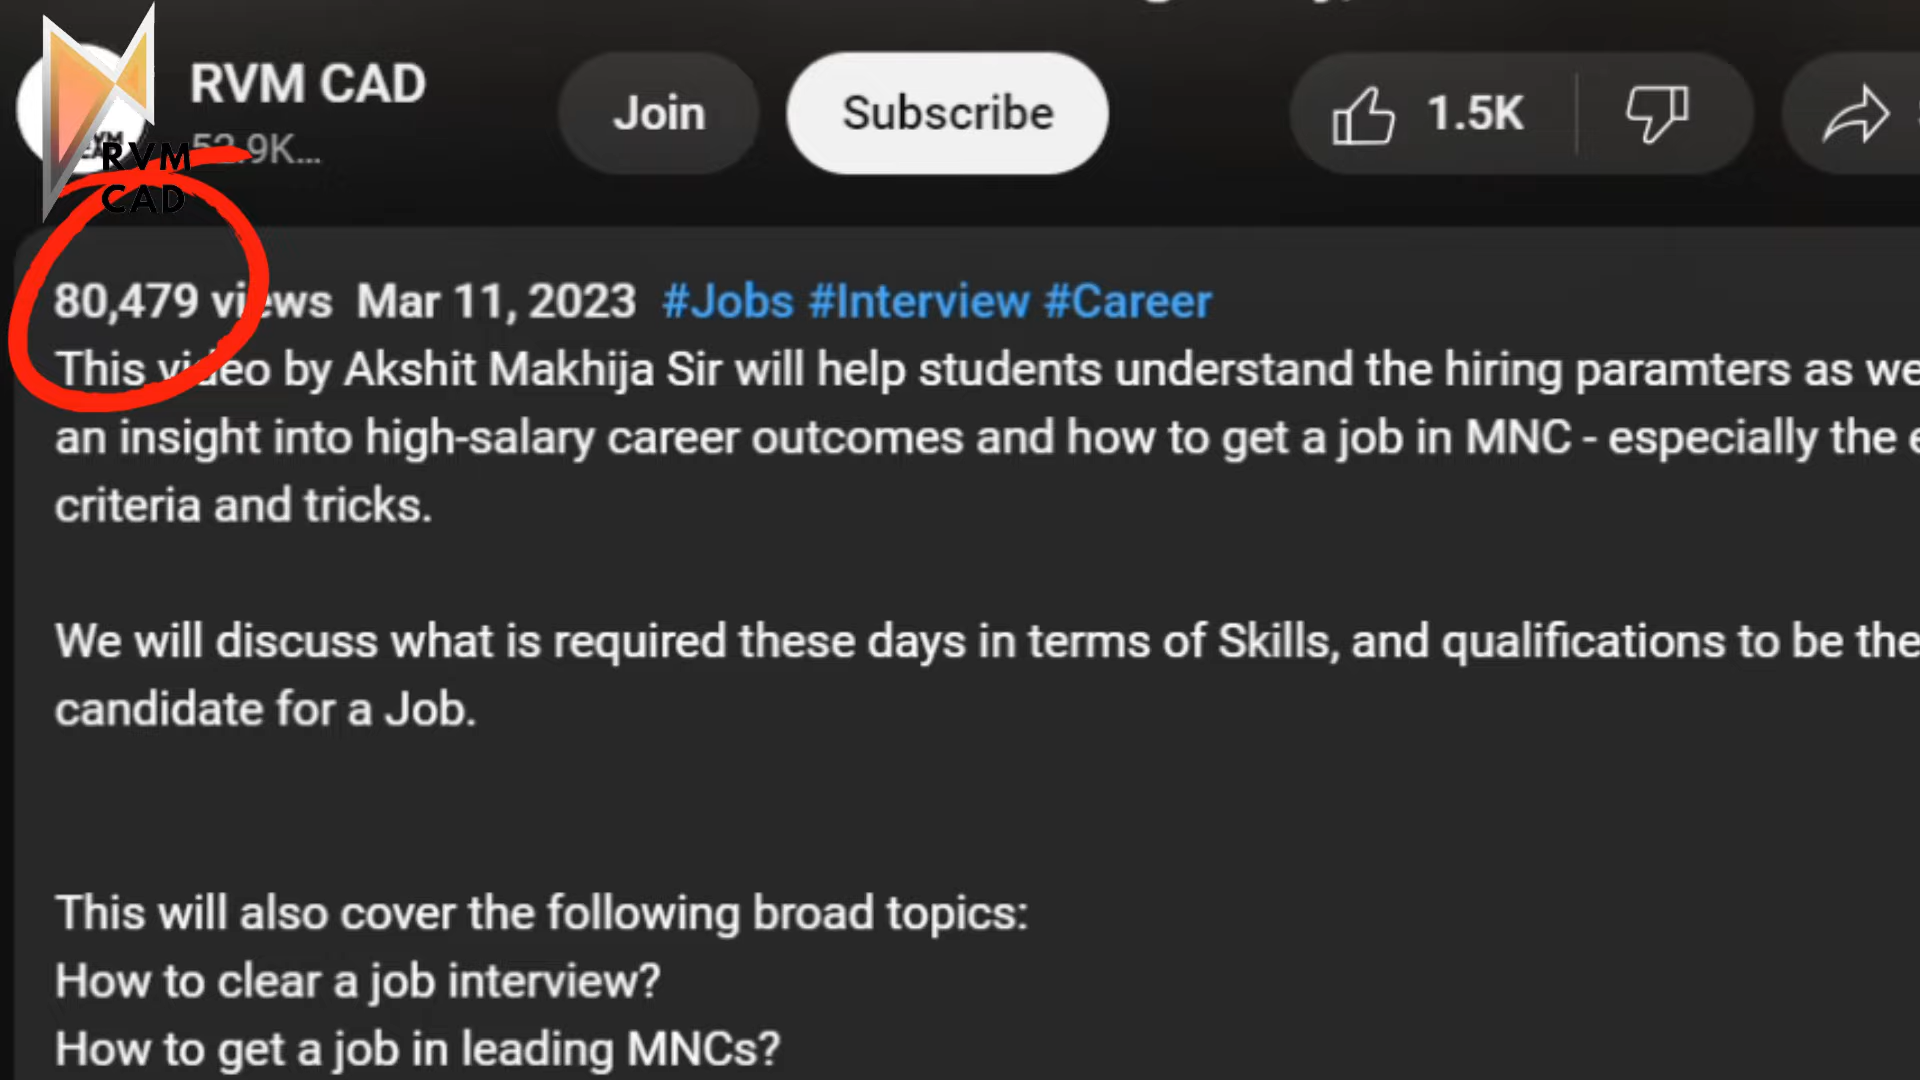 RVM CAD
Join
Subscribe
1.5K
52.9K...
RVM
CAD
80,479 views Mar 11, 2023 #Jobs #Interview #Career
This video by Akshit Makhija Sir will help students understand the hiring paramters as
an insight into high-salary career outcomes and how to get a job in MNC - especially the
criteria and tricks.
We will discuss what is required these days in terms of Skills, and qualifications to be the
candidate for a Job.
This will also cover the following broad topics:
How to clear a job interview?
How to get a job in leading MNCs?